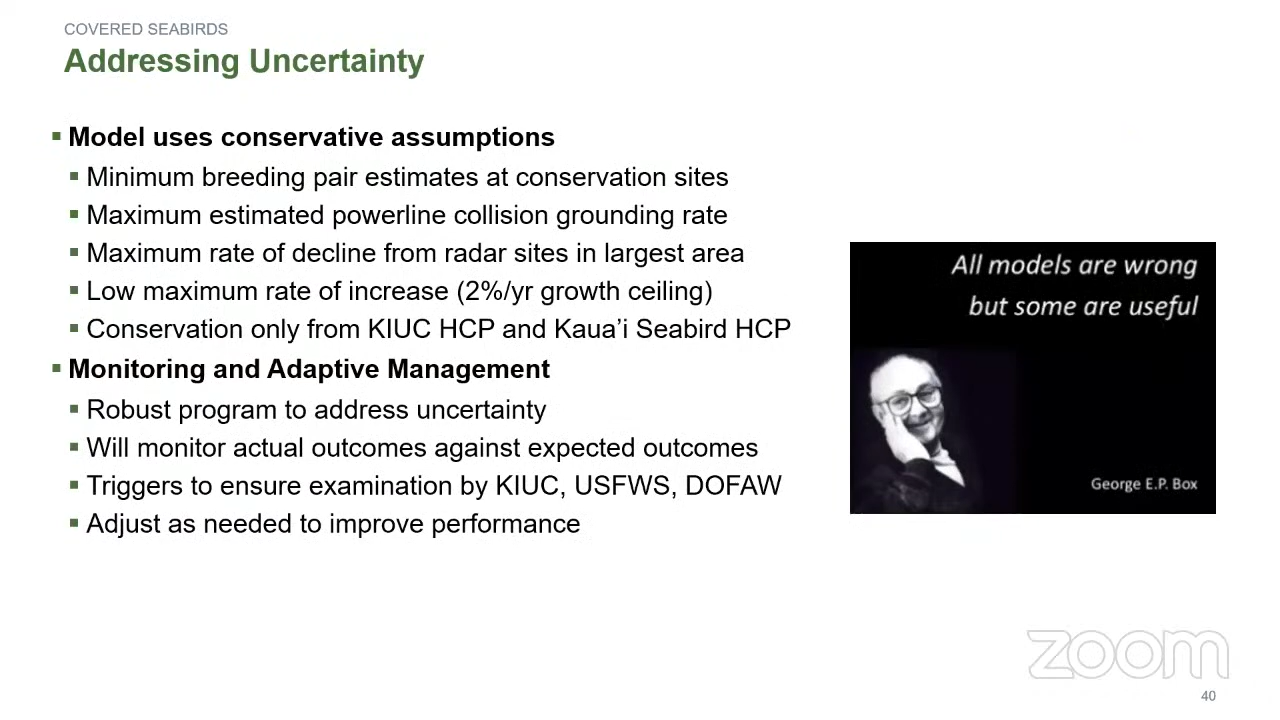 COVERED SEABIRDS
Addressing Uncertainty
Model uses conservative assumptions
Minimum breeding pair estimates at conservation sites
Maximum estimated powerline collision grounding rate
Maximum rate of decline from radar sites in largest area
Low maximum rate of increase (2%/yr growth ceiling)
Conservation only from KIUC HCP and Kaua’i Seabird HCP
Monitoring and Adaptive Management
Robust program to address uncertainty
Will monitor actual outcomes against expected outcomes
Triggers to ensure examination by KIUC, USFWS, DOFAW
Adjust as needed to improve performance
All models are wrong
but some are useful
George E.P. Box
zoom
40